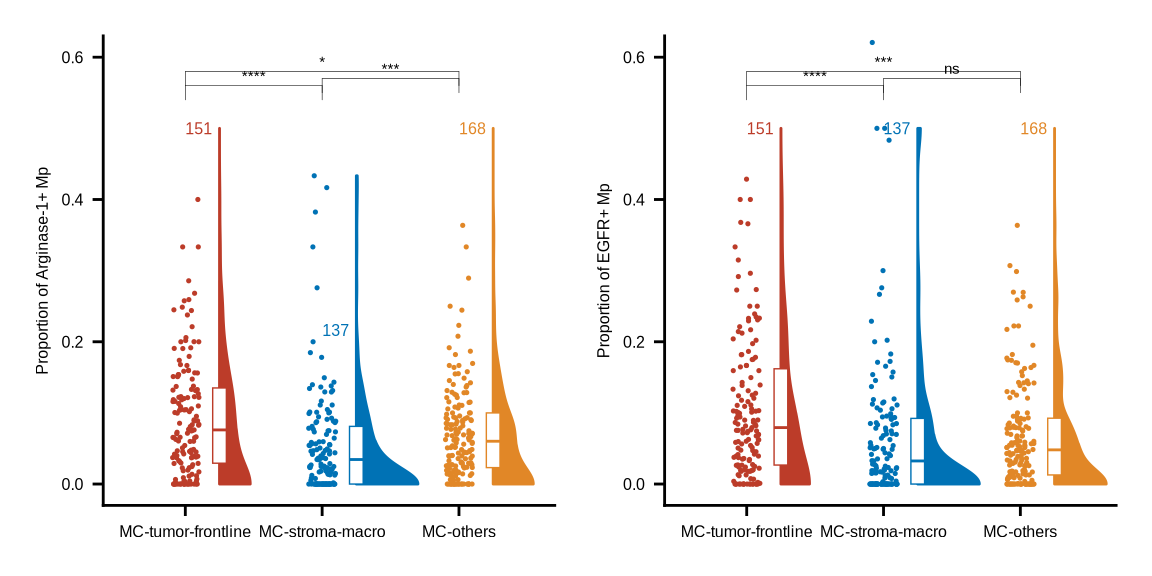 Proportion of Arginase-1+ Mp
0.6
0.4
0.2
0.0
*
****
***
151
137
168
MC-tumor-frontline
MC-stroma-macro
MC-others
Proportion of EGFR+ Mp
0.6
0.4
0.2
0.0
***
****
ns
151
137
168
MC-tumor-frontline
MC-stroma-macro
MC-others